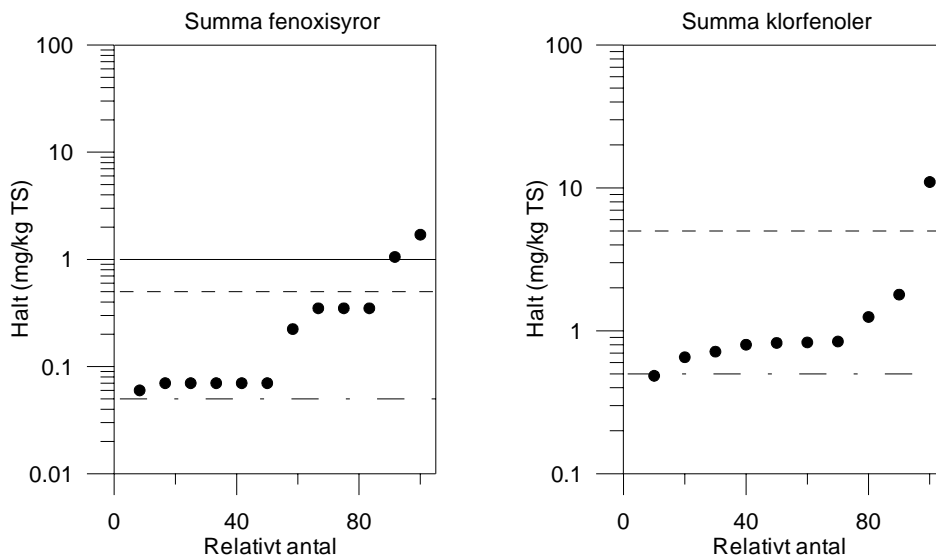 Summa fenoxisyror
100
10
1
0.1
0.01
Halt (mg/kg TS)
0
40
80
Relativt antal
Summa klorfenoler
100
10
1
0.1
Halt (mg/kg TS)
0
40
80
Relativt antal